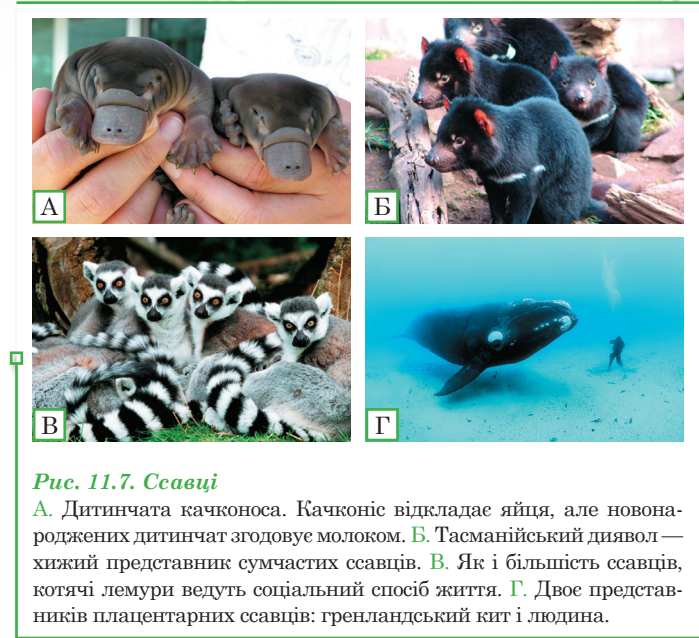 А
Б
В
Г
Рис. 11.7. Ссавці
А. Дитинчата качконоса. Качконіс відкладає яйця, але новона-
роджених дитинчат згодовує молоком. Б. Тасманійський диявол —
хижий представник сумчастих ссавців. В. Як і більшість ссавців,
котячі лемури ведуть соціальний спосіб життя. Г. Двоє представ-
ників плацентарних ссавців: гренландський кит і людина.